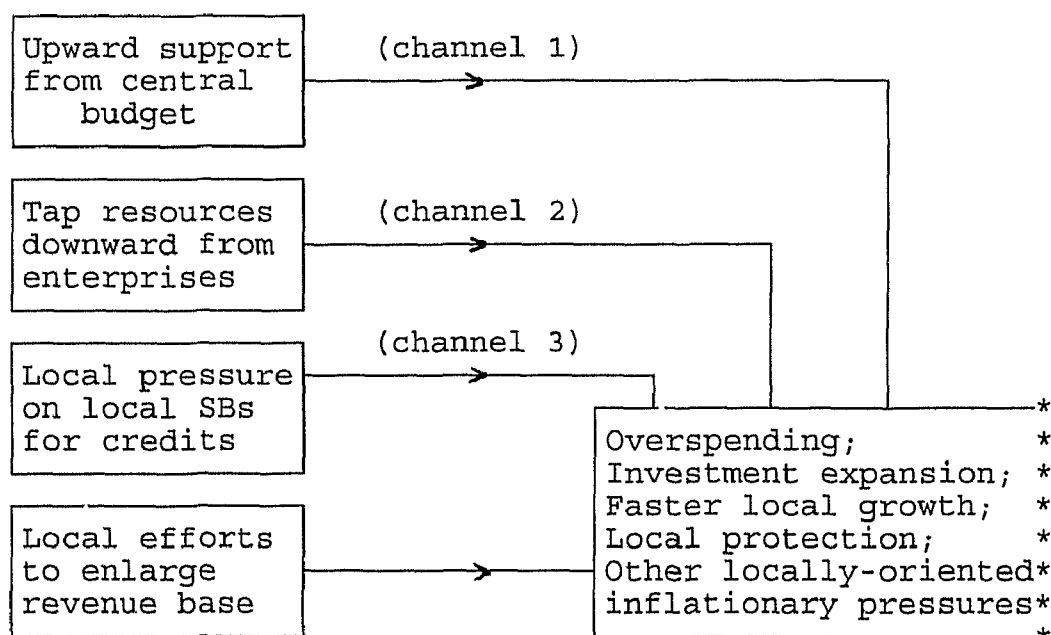 Upward support
from central
budget
(channel 1)
Tap resources
downward from
enterprises
(channel 2)
Local pressure
on local SBs
for credits
(channel 3)
Local efforts
to enlarge
revenue base
*
Overspending; *
Investment expansion; *
Faster local growth; *
Local protection; *
Other locally-oriented*
inflationary pressures*
*